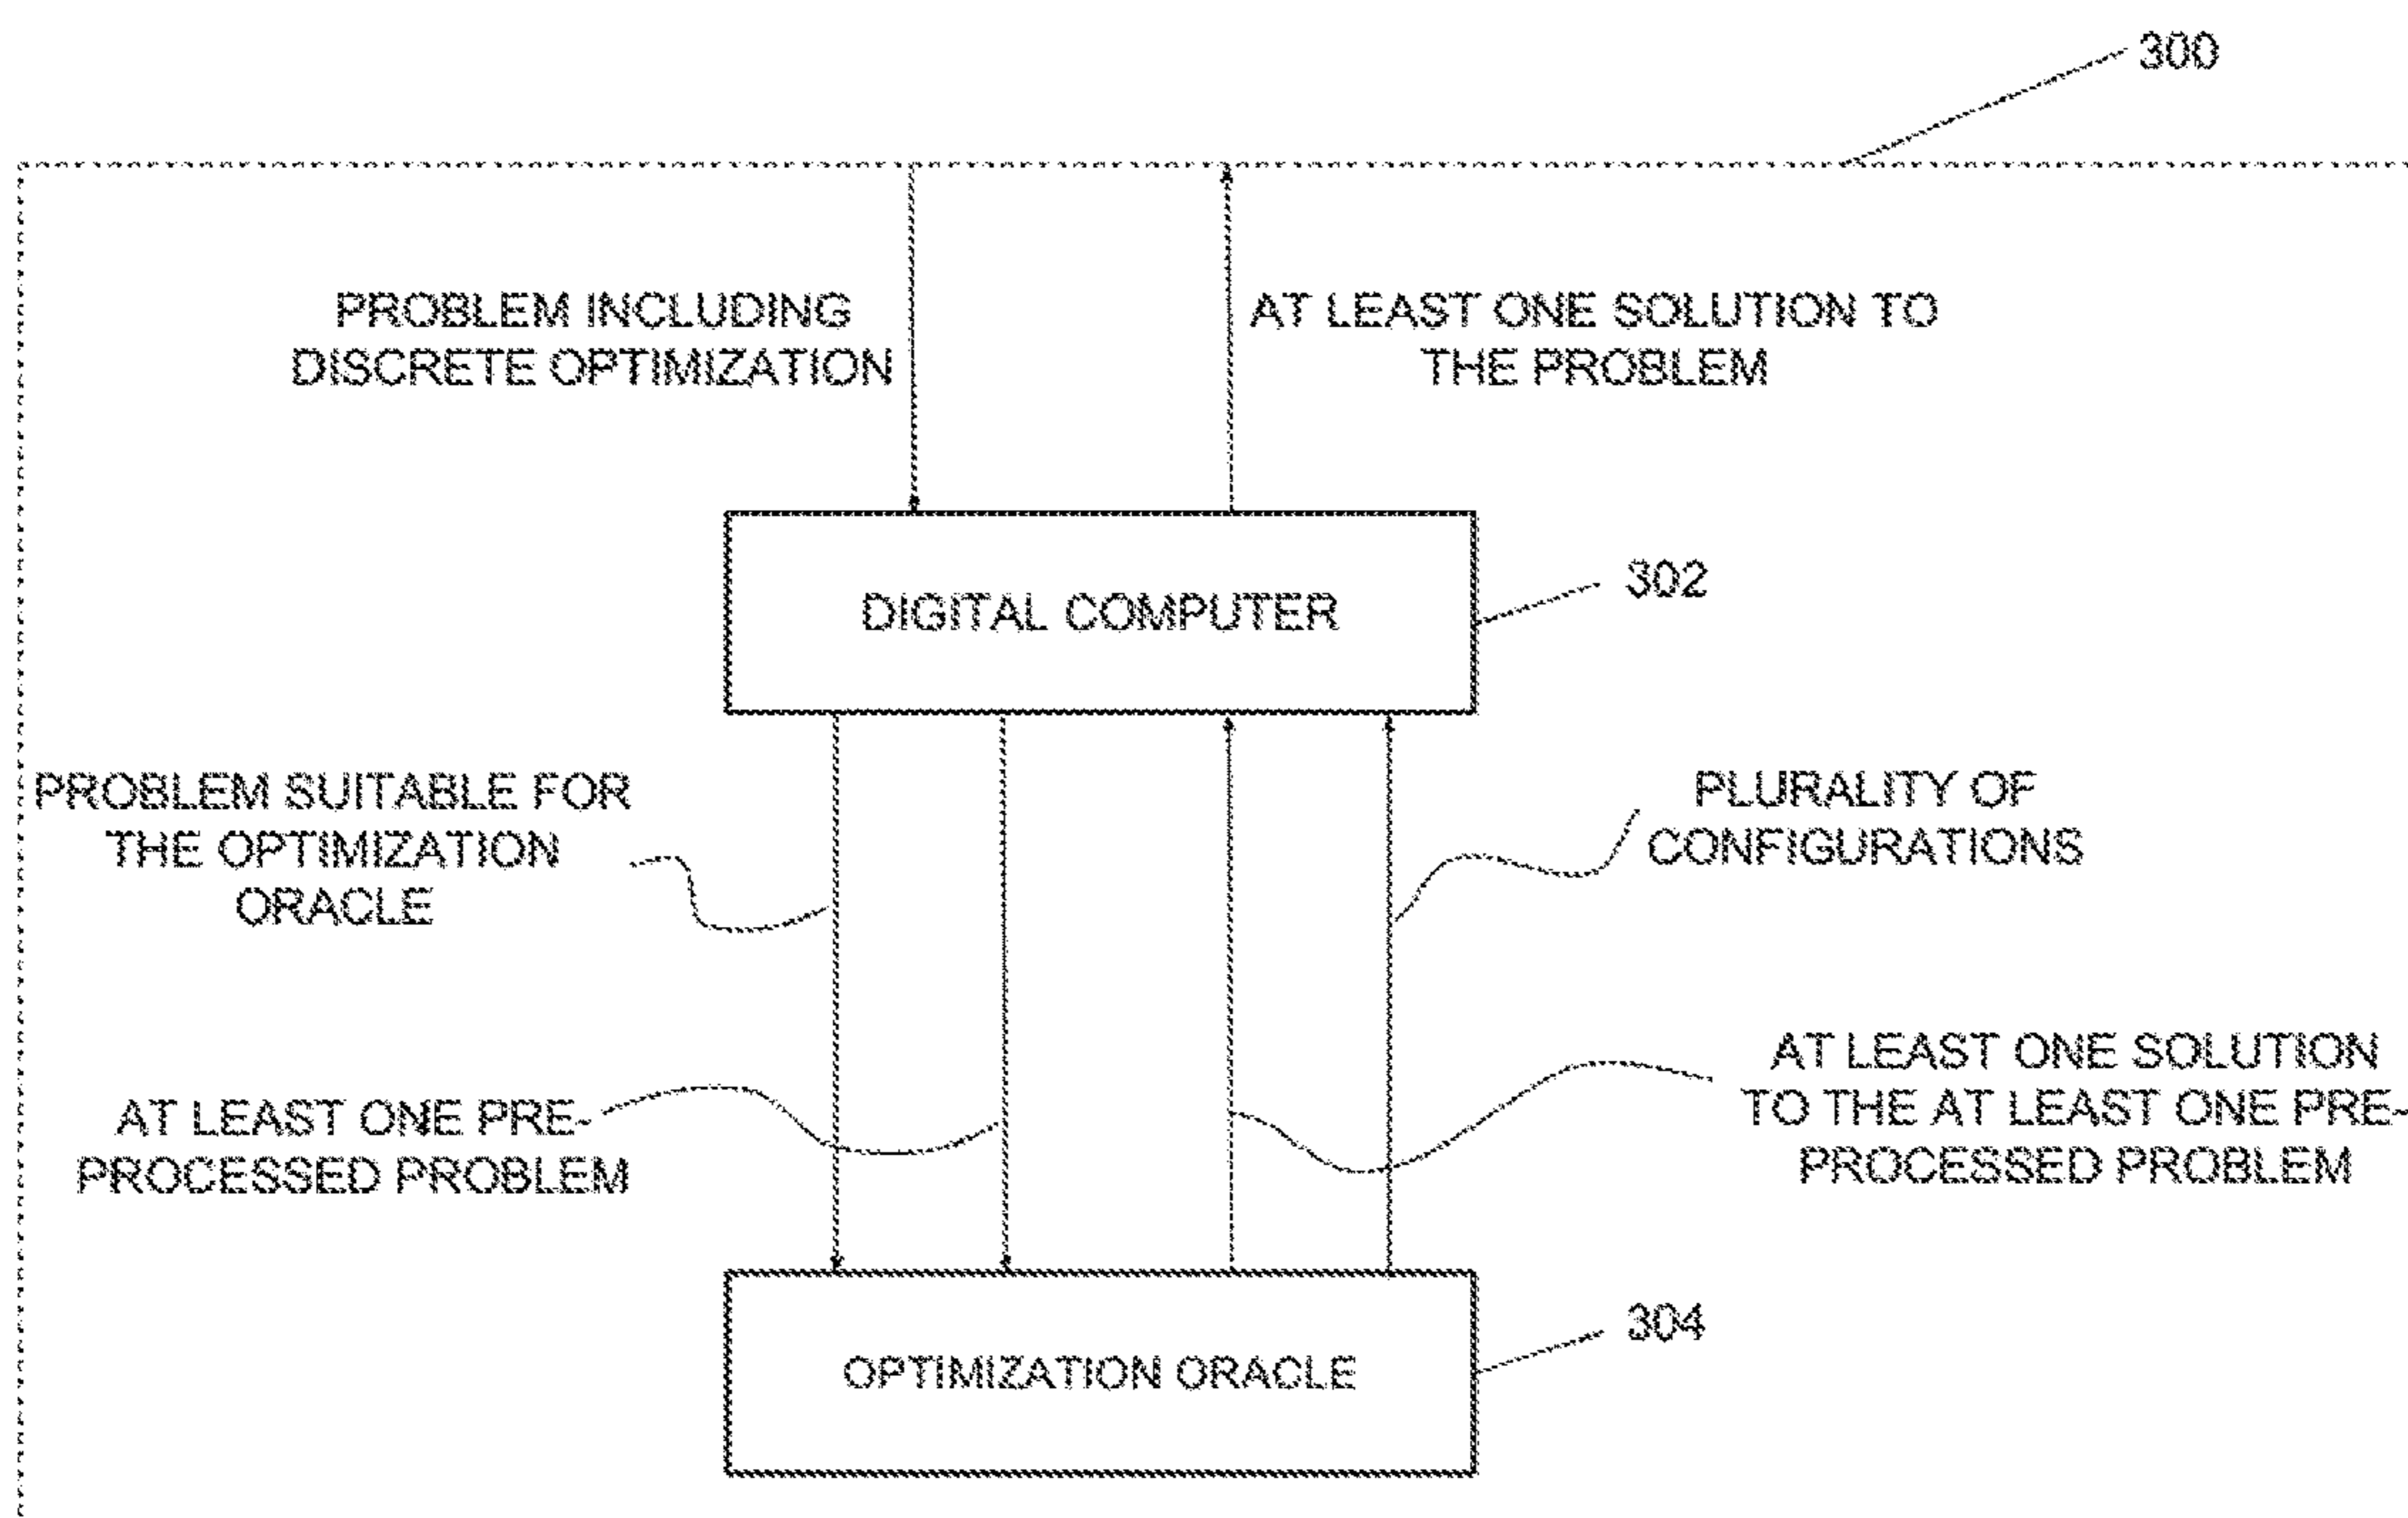 300
PROBLEM INCLUDING
DISCRETE OPTIMIZATION
AT LEAST ONE SOLUTION TO
THE PROBLEM
DIGITAL COMPUTER
302
PROBLEM SUITABLE FOR
THE OPTIMIZATION
ORACLE
PLURALITY OF
CONFIGURATIONS
AT LEAST ONE PRE-
PROCESSED PROBLEM
AT LEAST ONE SOLUTION
TO THE AT LEAST ONE PRE-
PROCESSED PROBLEM
OPTIMIZATION ORACLE
304